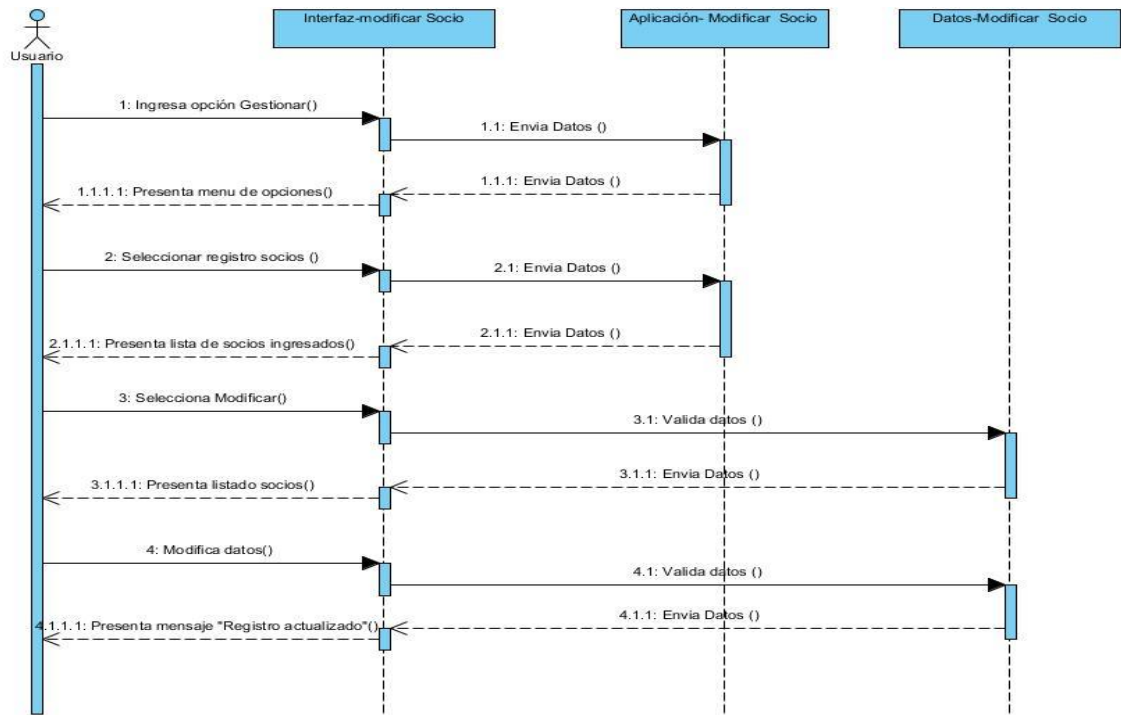 Interfaz-modificar Socio
Aplicación- Modificar Socio
Datos-Modificar Socio
Usuario
1: Ingresa opción Gestionar()
1.1: Envia Datos ()
1.1.1: Envia Datos ()
1.1.1.1: Presenta menu de opciones()
2: Seleccionar registro socios ()
2.1: Envia Datos ()
2.1.1: Envia Datos ()
2.1.1.1: Presenta lista de socios ingresados()
3: Selecciona Modificar()
3.1: Valida datos ()
3.1.1: Envia Datos ()
3.1.1.1: Presenta listado socios()
4: Modifica datos()
4.1: Valida datos ()
4.1.1: Envia Datos ()
4.1.1.1: Presenta mensaje "Registro actualizado"()